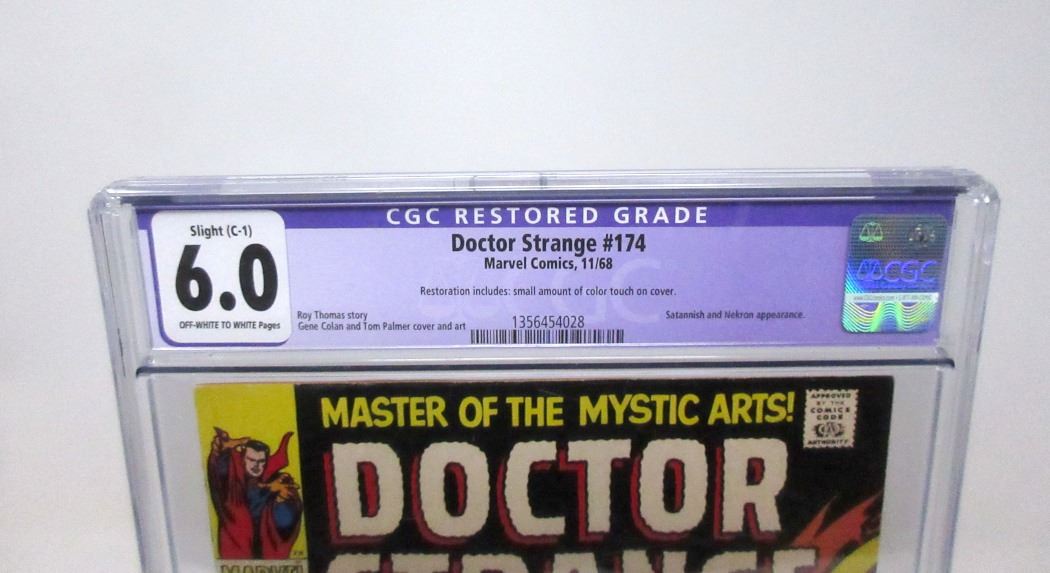 CGC RESTORED GRADE
Slight (C-1)
6.0
OFF-WHITE TO WHITE Pages
Doctor Strange #174
Marvel Comics, 11/68
Restoration includes: small amount of color touch on cover.
Roy Thomas story
Gene Colan and Tom Palmer cover and art
1356454028
Satannish and Nekron appearance.
CGC
MASTER OF THE MYSTIC ARTS!
APPROVED
BY THE
COMICS
CODE
AUTHORITY
DOCTOR
STRANGE